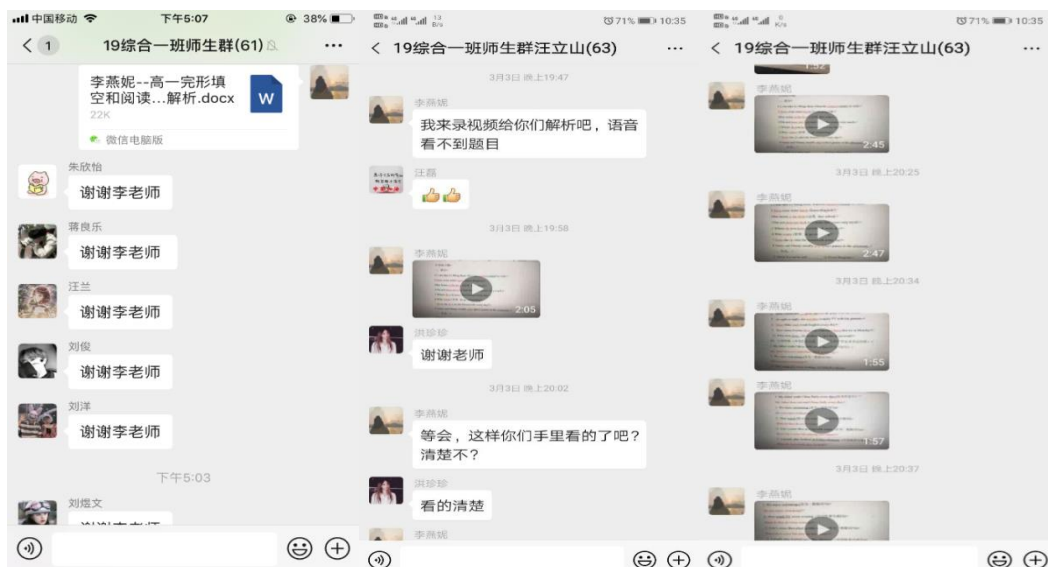 中国移动
下午5:07
38%
1
19综合一班师生群(61)
李燕妮--高一完形填
空和阅读...解析.docx
W
22K
微信电脑版
朱欣怡
谢谢李老师
蒋良乐
谢谢李老师
汪兰
谢谢李老师
刘俊
谢谢李老师
刘洋
谢谢李老师
下午5:03
刘煜文
71%
10:35
19综合一班师生群汪立山(63)
3月3日 晚上19:47
李燕妮
我来录视频给你们解析吧，语音
看不到题目
汪磊
3月3日 晚上19:58
李燕妮
2:05
洪珍珍
谢谢老师
3月3日 晚上20:02
李燕妮
等会，这样你们手里看的了吧？
清楚不？
洪珍珍
看的清楚
李燕妮
71%
10:35
19综合一班师生群汪立山(63)
1:52
李燕妮
2:45
3月3日 晚上20:25
李燕妮
2:47
3月3日 晚上20:34
李燕妮
1:55
李燕妮
1:57
3月3日 晚上20:37
李燕妮